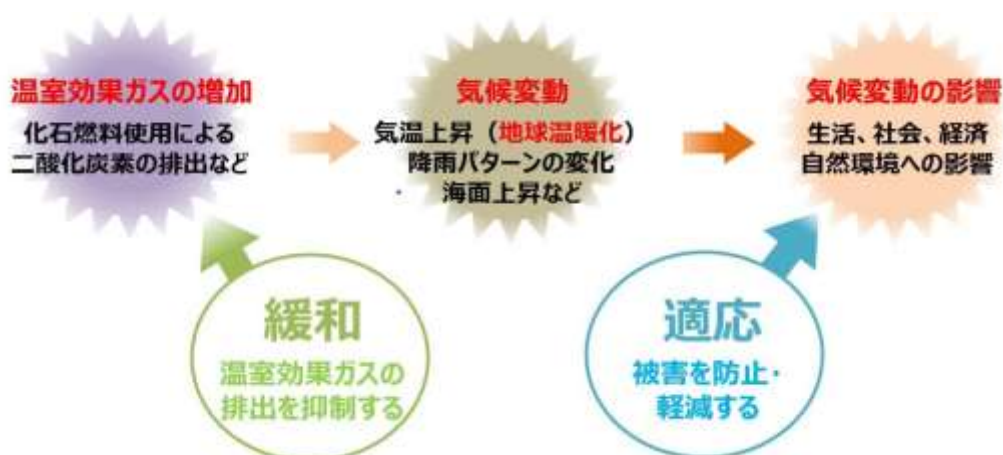 温室効果ガスの増加
化石燃料使用による
二酸化炭素の排出など
気候変動
気温上昇（地球温暖化）
降雨パターンの変化
海面上昇など
気候変動の影響
生活、社会、経済
自然環境への影響
緩和
温室効果ガスの
排出を抑制する
適応
被害を防止・
軽減する